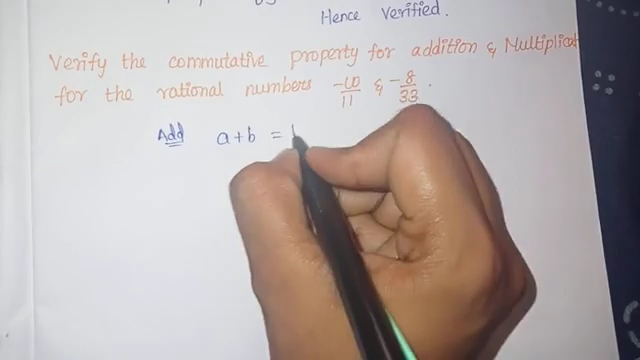 Hence Verified.
Verify the commutative property for addition & Multiplicat
for the rational numbers -10/11 & -8/33.
Add a+b =